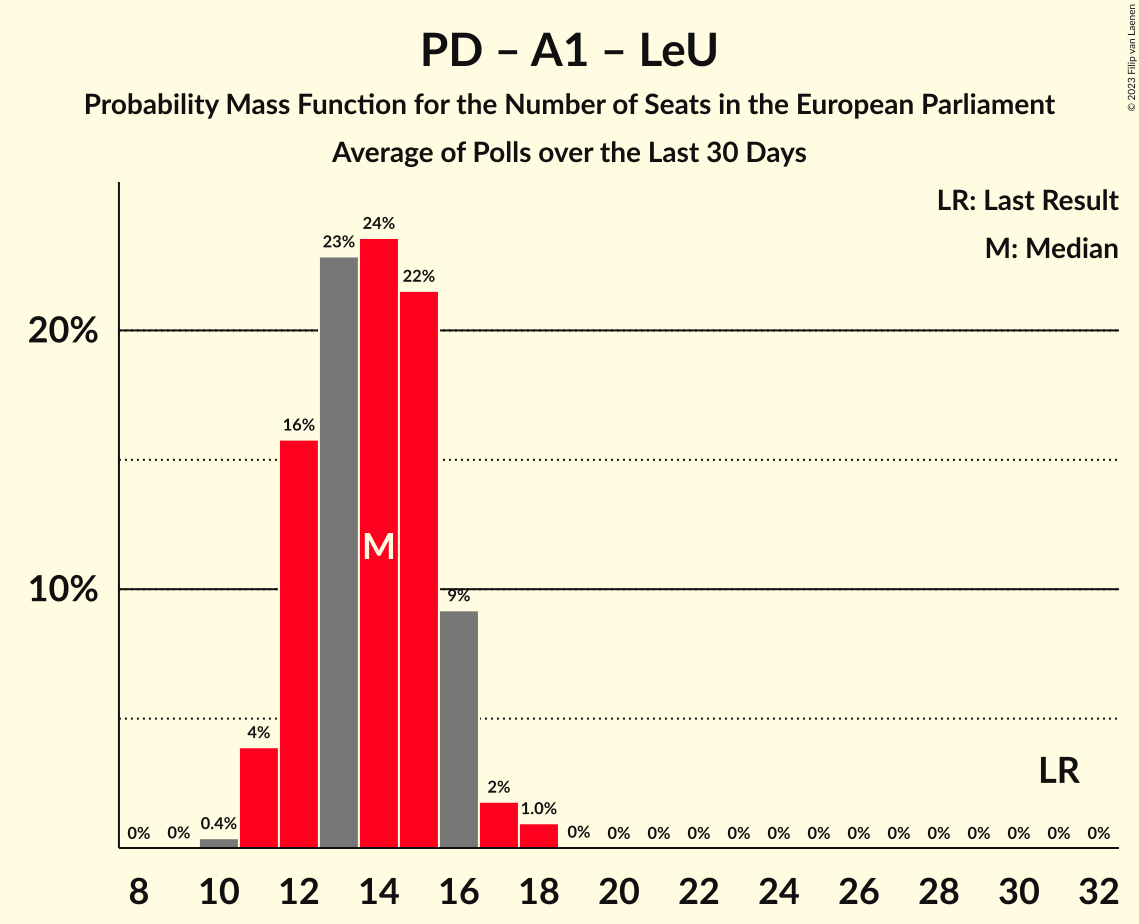 PD – A1 – LeU
Probability Mass Function for the Number of Seats in the European Parliament
Average of Polls over the Last 30 Days
© 2023 Filip van Laenen
LR: Last Result
M: Median
20%
10%
0% 0% 0.4% 4% 16% 23% 24% 22% 9% 2% 1.0% 0% 0% 0% 0% 0% 0% 0% 0% 0% 0% 0% 0% 0% 0%
M
LR
8 10 12 14 16 18 20 22 24 26 28 30 32